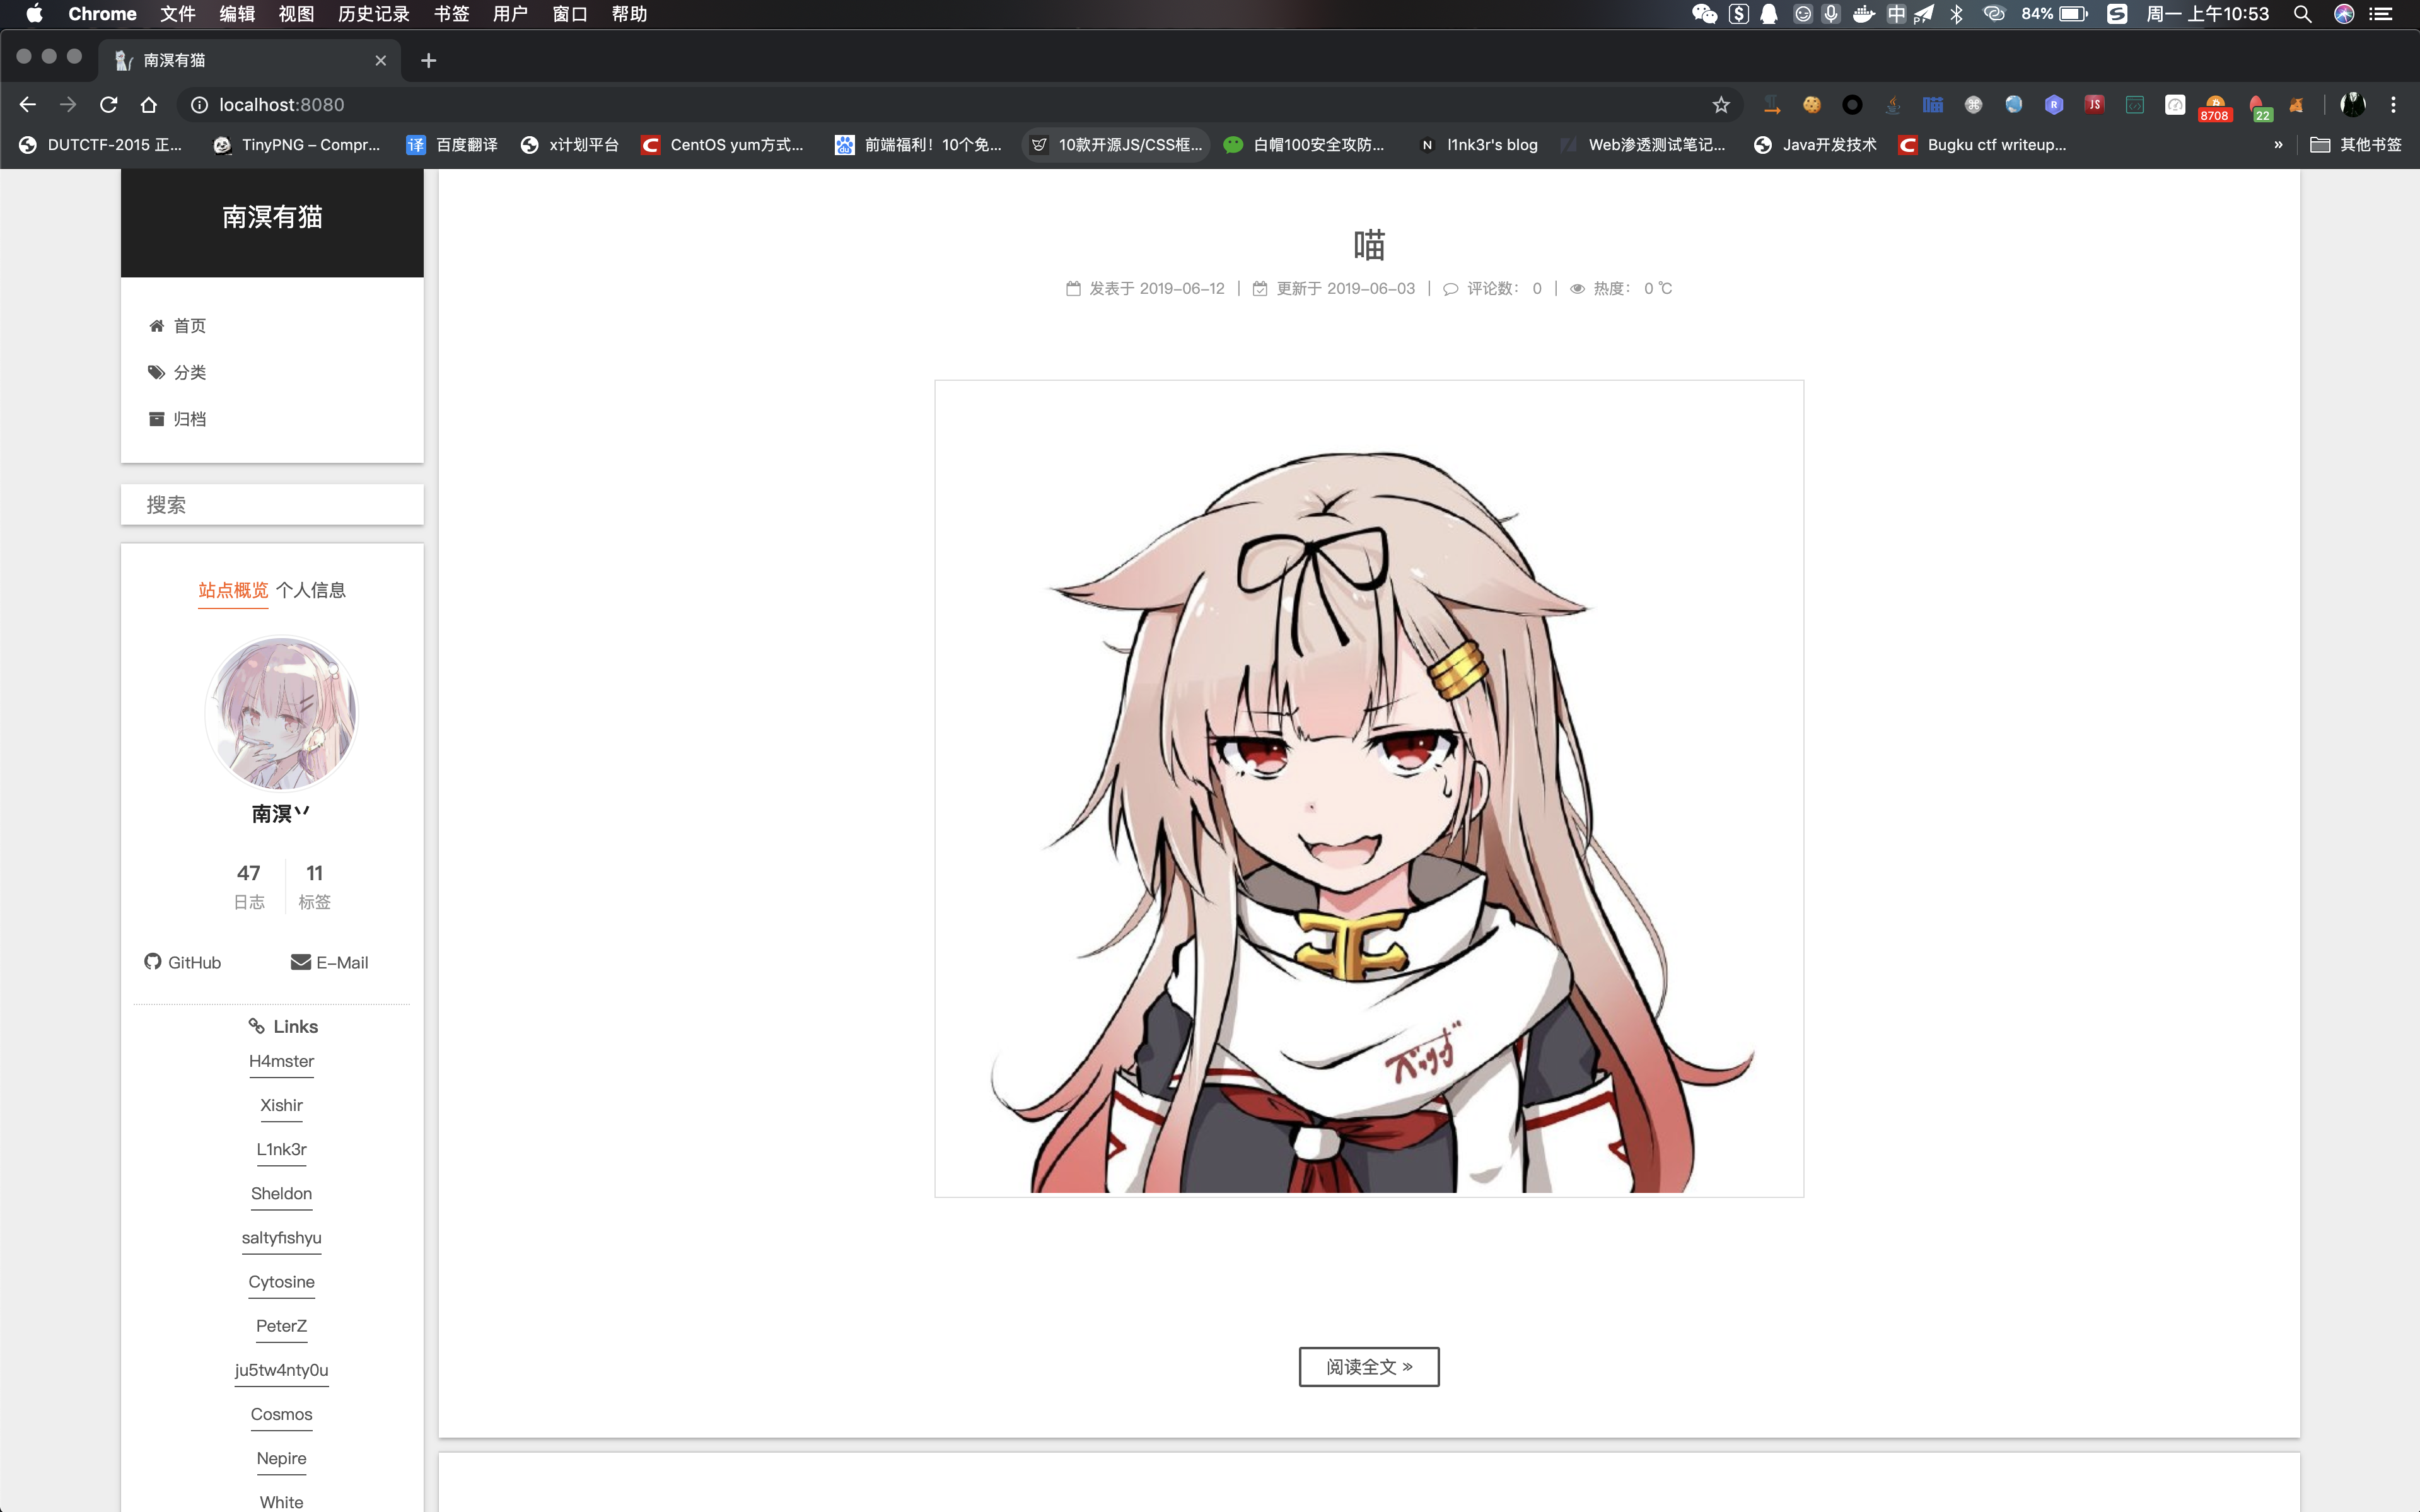 Chrome 文件 编辑 视图 历史记录 书签 用户 窗口 帮助 84% 周一 上午10:53
南溟有猫
localhost:8080
8708 22
DUTCTF-2015 正... TinyPNG – Compr... 百度翻译 x计划平台 CentOS yum方式... 前端福利！10个免... 10款开源JS/CSS框... 白帽100安全攻防... l1nk3r's blog Web渗透测试笔记... Java开发技术 Bugku ctf writeup... » 其他书签
南溟有猫
首页
分类
归档
搜索
站点概览 个人信息
南溟丷
47 11
日志 标签
GitHub E-Mail
Links
H4mster
Xishir
L1nk3r
Sheldon
saltyfishyu
Cytosine
PeterZ
ju5tw4nty0u
Cosmos
Nepire
White
喵
发表于 2019-06-12 | 更新于 2019-06-03 | 评论数： 0 | 热度： 0 ℃
阅读全文 »